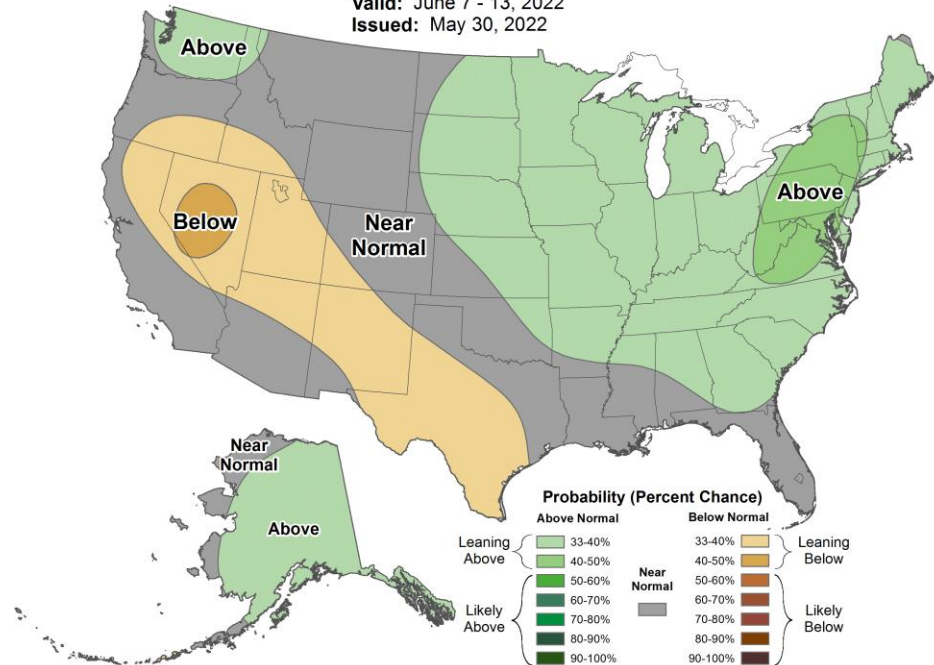 Valid: June 7 - 13, 2022
Issued: May 30, 2022
Above
Below
Near
Normal
Above
Near
Normal
Above
Probability (Percent Chance)
Above Normal
Below Normal
Leaning
Above
33-40%
40-50%
Likely
Above
50-60%
60-70%
70-80%
80-90%
90-100%
Near
Normal
33-40%
40-50%
Leaning
Below
50-60%
60-70%
70-80%
80-90%
90-100%
Likely
Below